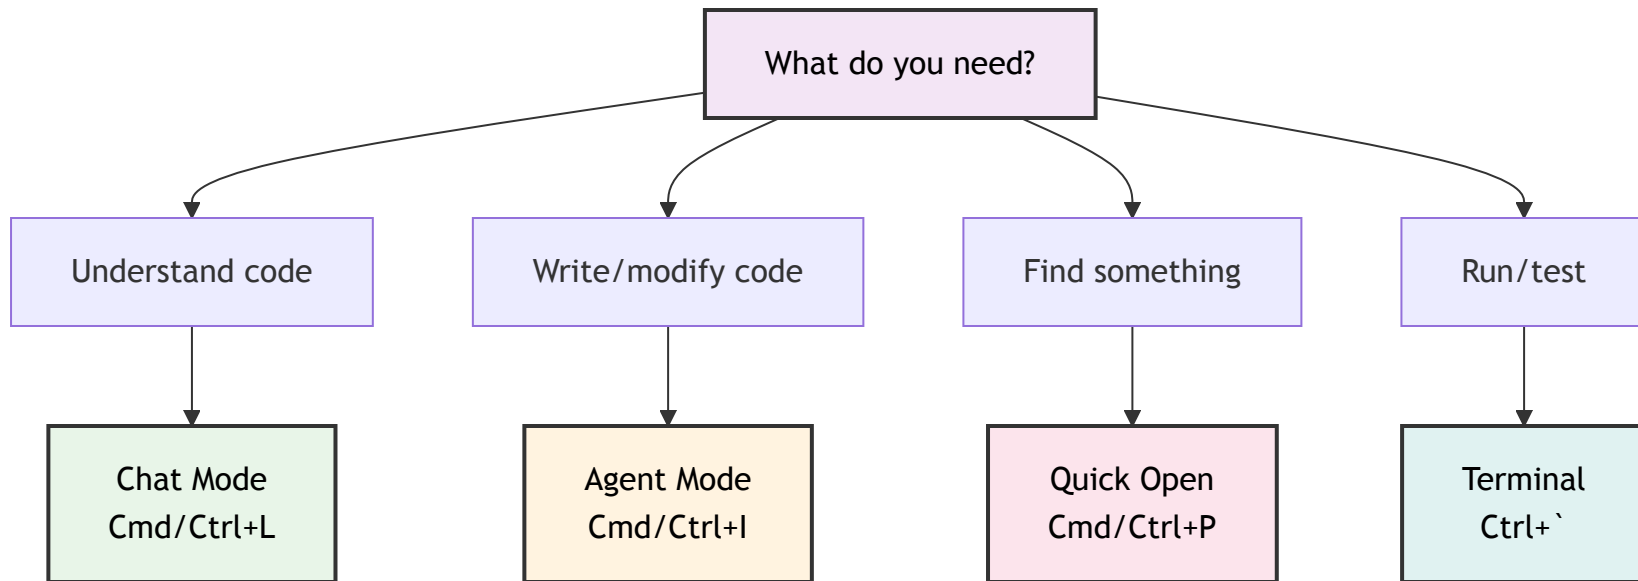 What do you need?
Understand code
Write/modify code
Find something
Run/test
Chat Mode
Cmd/Ctrl+L
Agent Mode
Cmd/Ctrl+I
Quick Open
Cmd/Ctrl+P
Terminal
Ctrl+`